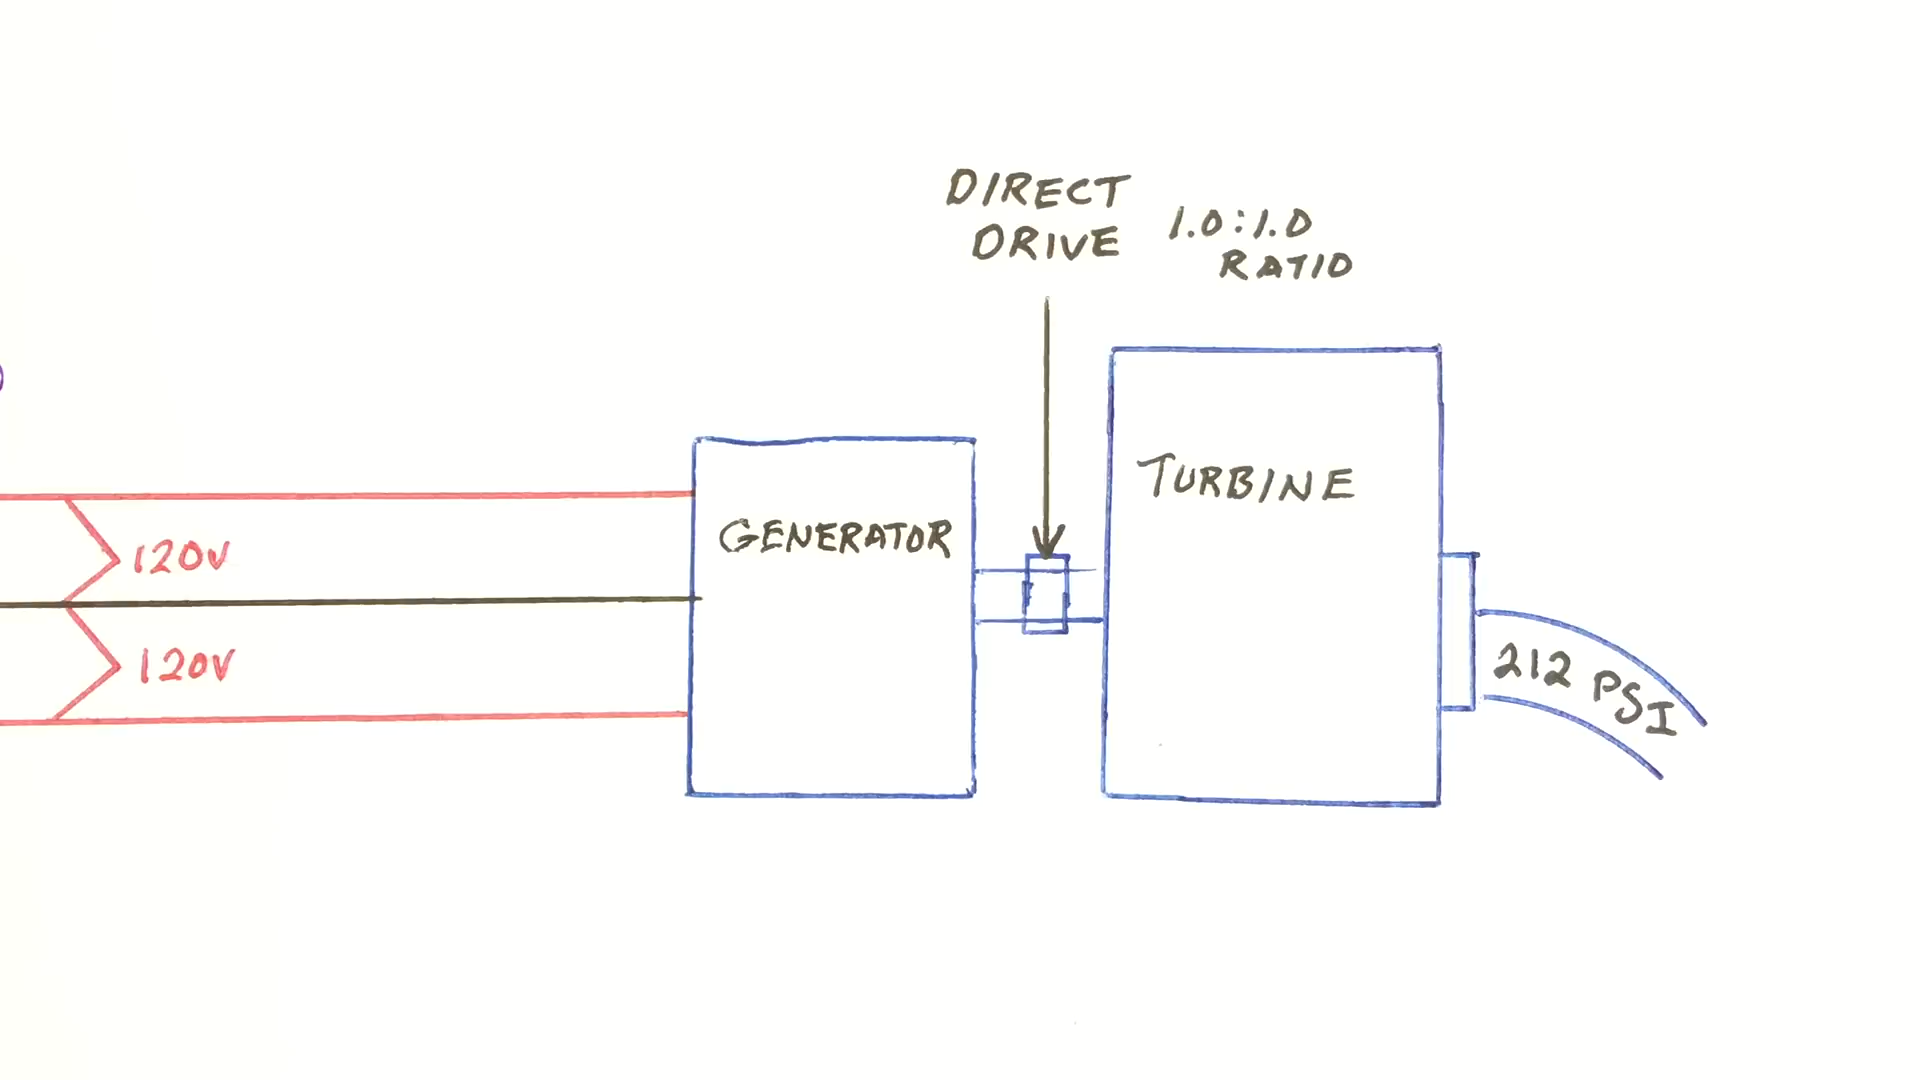 DIRECT
DRIVE
1.0:1.0
RATIO
TURBINE
GENERATOR
120V
120V
212 PSI